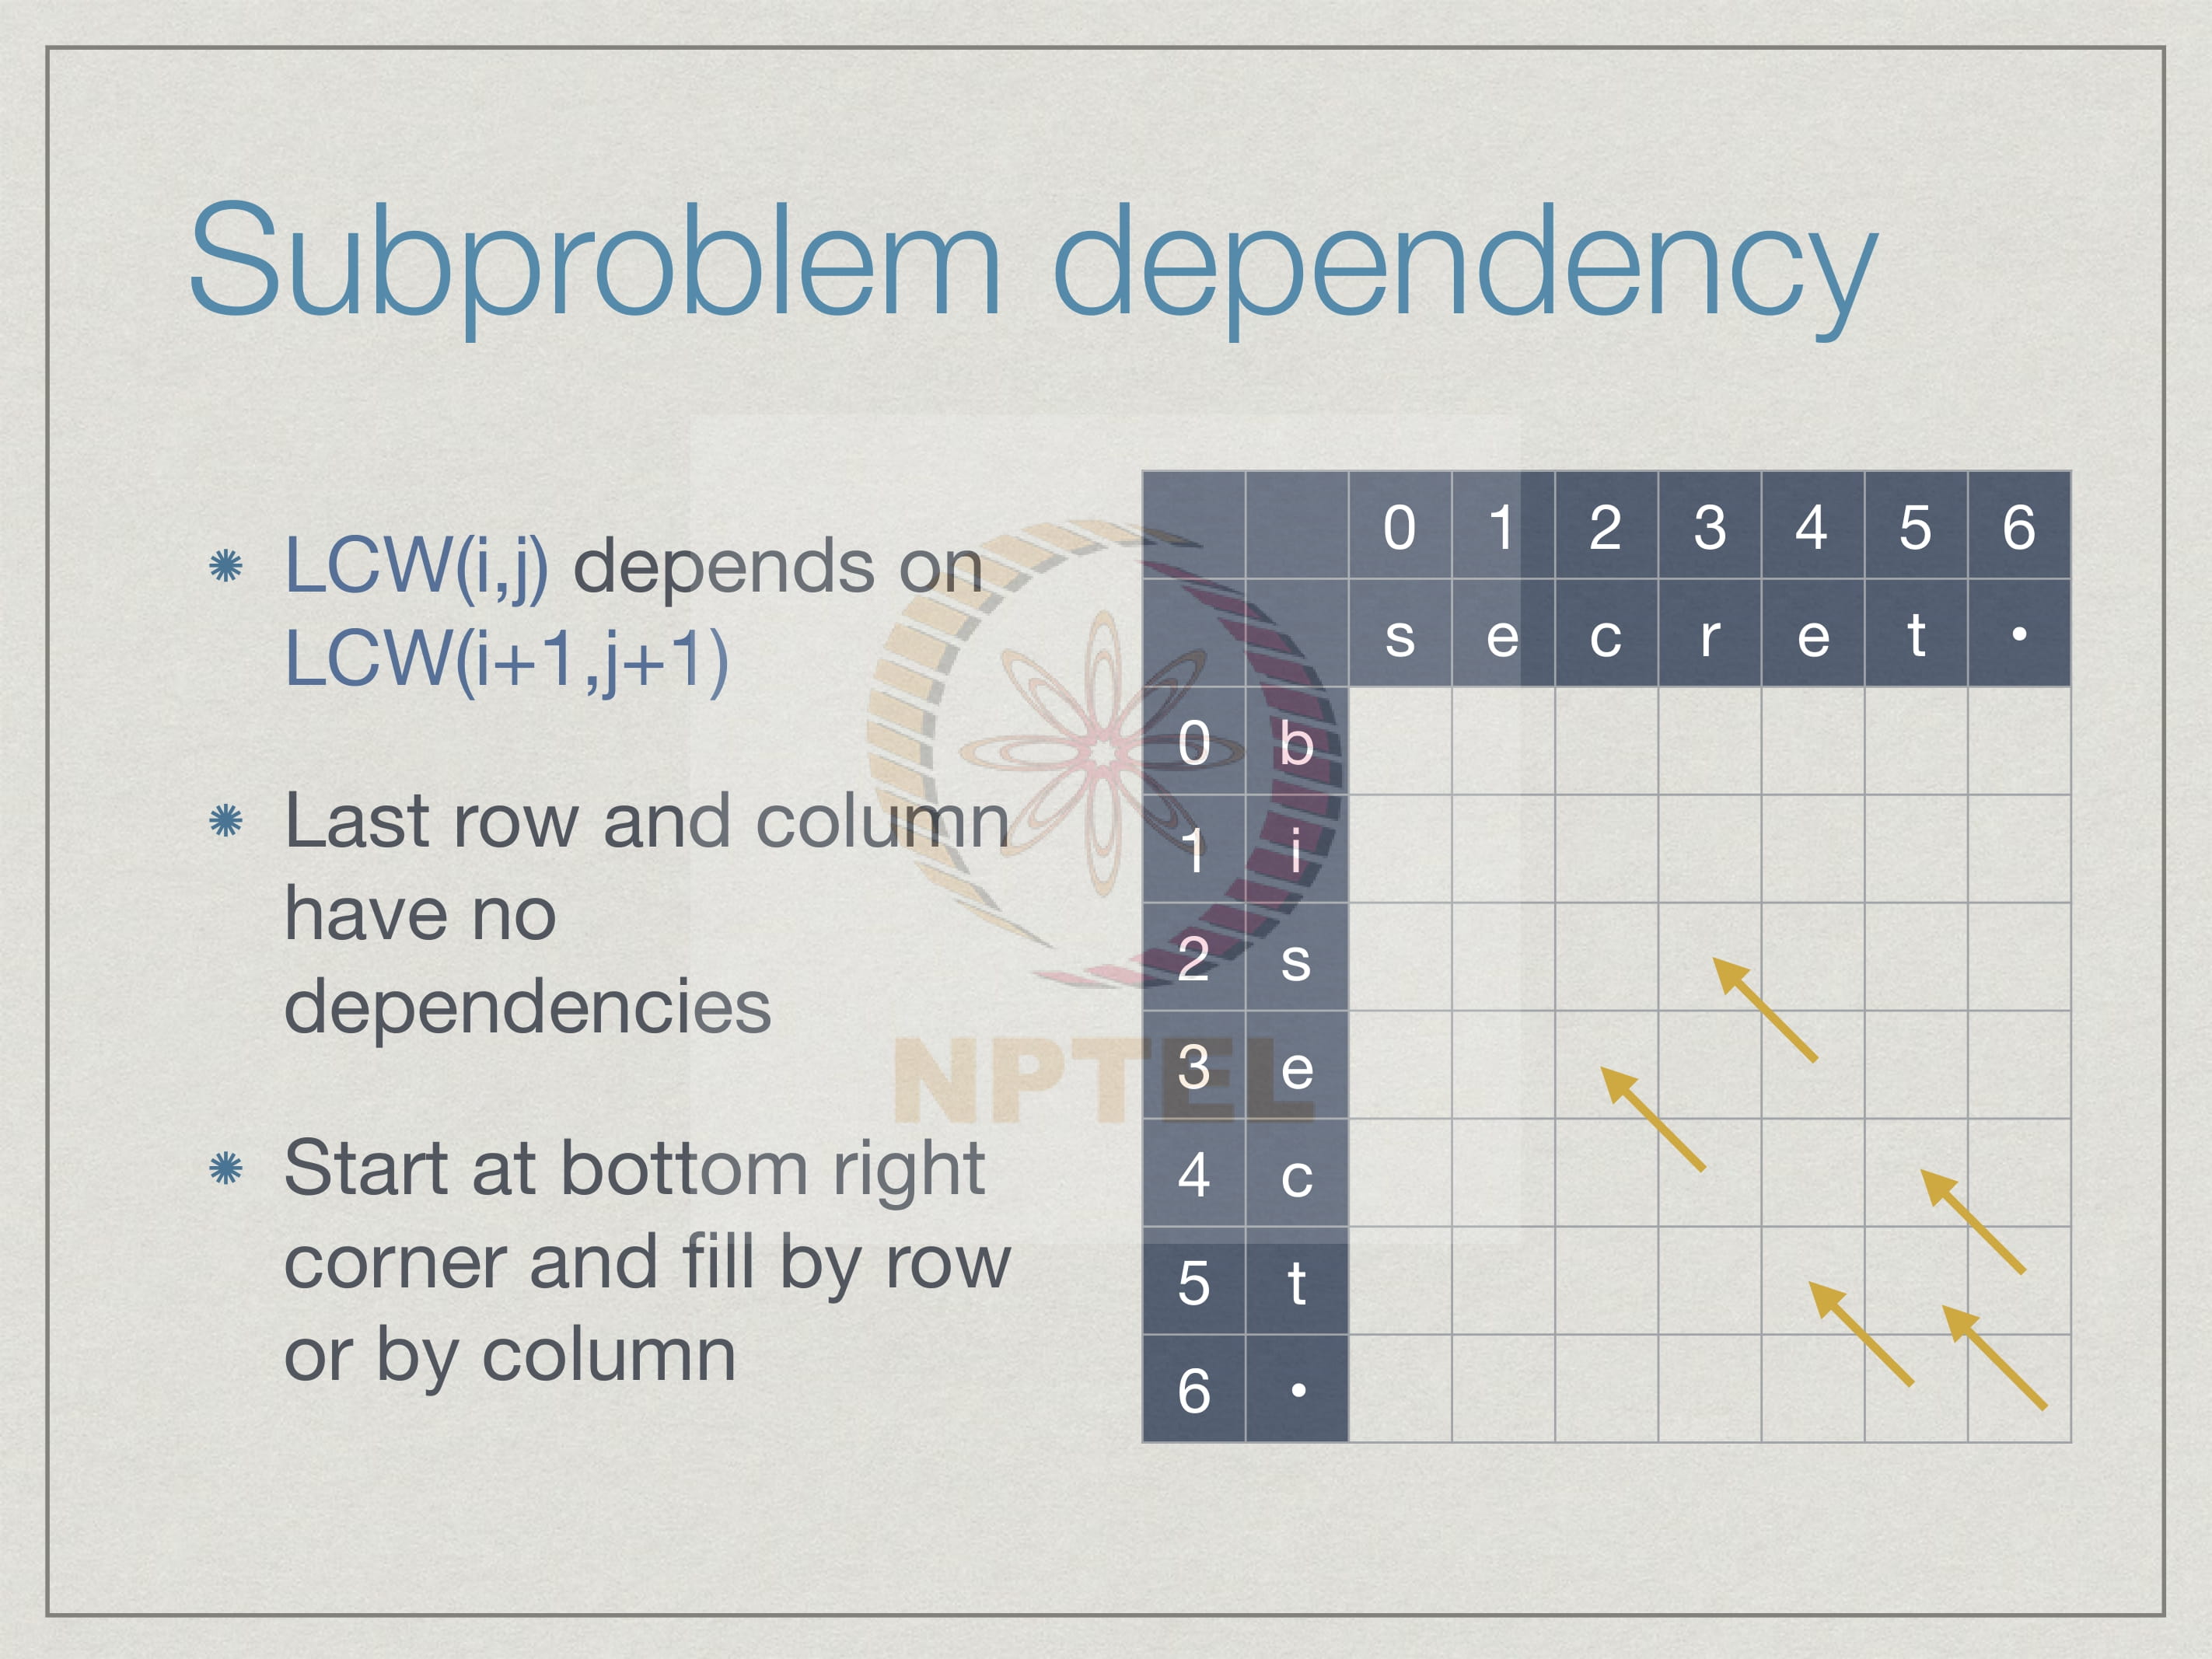 Subproblem dependency
LCW(i,j) depends on
LCW(i+1,j+1)
Last row and column
have no
dependencies
Start at bottom right
corner and fill by row
or by column
0 1 2 3 4 5 6
s e c r e t •
0 b
1 i
2 s
3 e
4 c
5 t
6 •
NPTEL